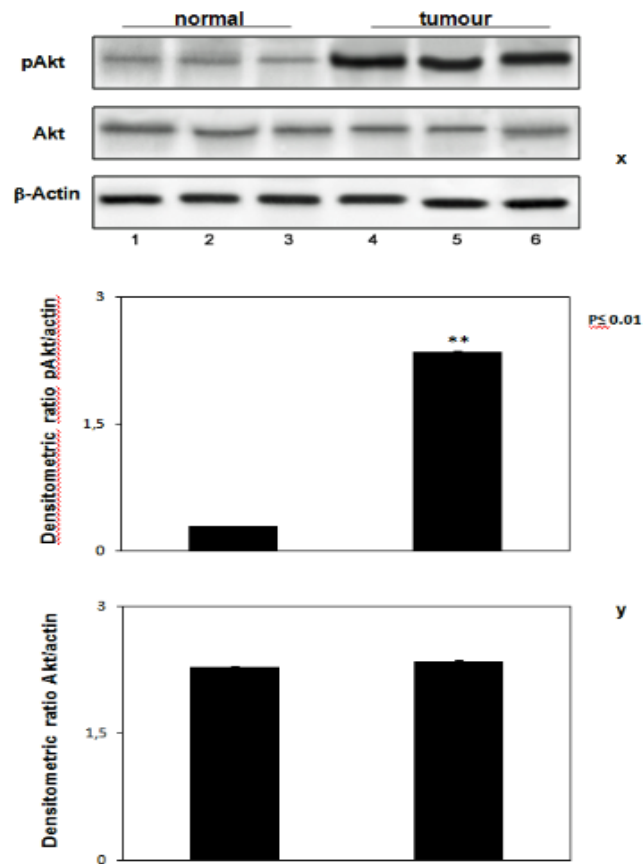 normal tumour
pAkt
Akt
x
β-Actin
1 2 3 4 5 6
3
P≤ 0.01
**
Densitometric ratio pAkt/actin
1,5
0
3
y
Densitometric ratio Akt/actin
1,5
0